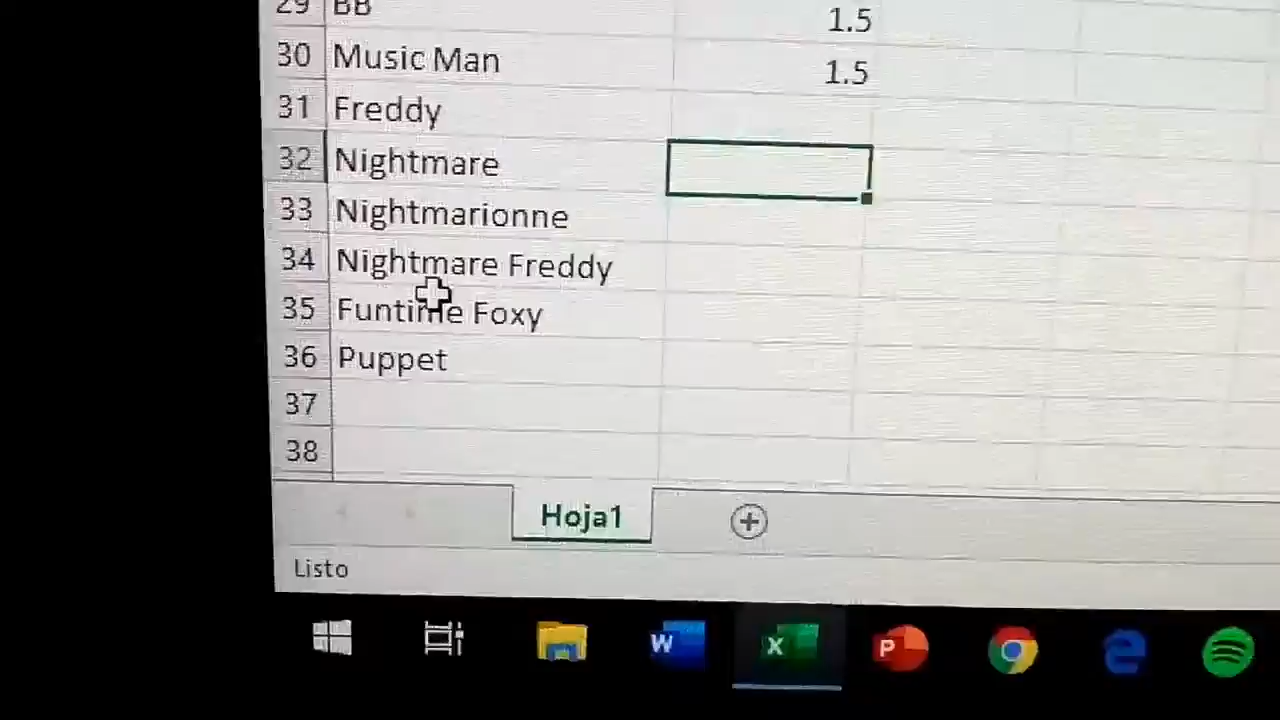 29 BB 1.5
30 Music Man 1.5
31 Freddy
32 Nightmare
33 Nightmarionne
34 Nightmare Freddy
35 Funtime Foxy
36 Puppet
37
38
Hoja1
Listo
W X P